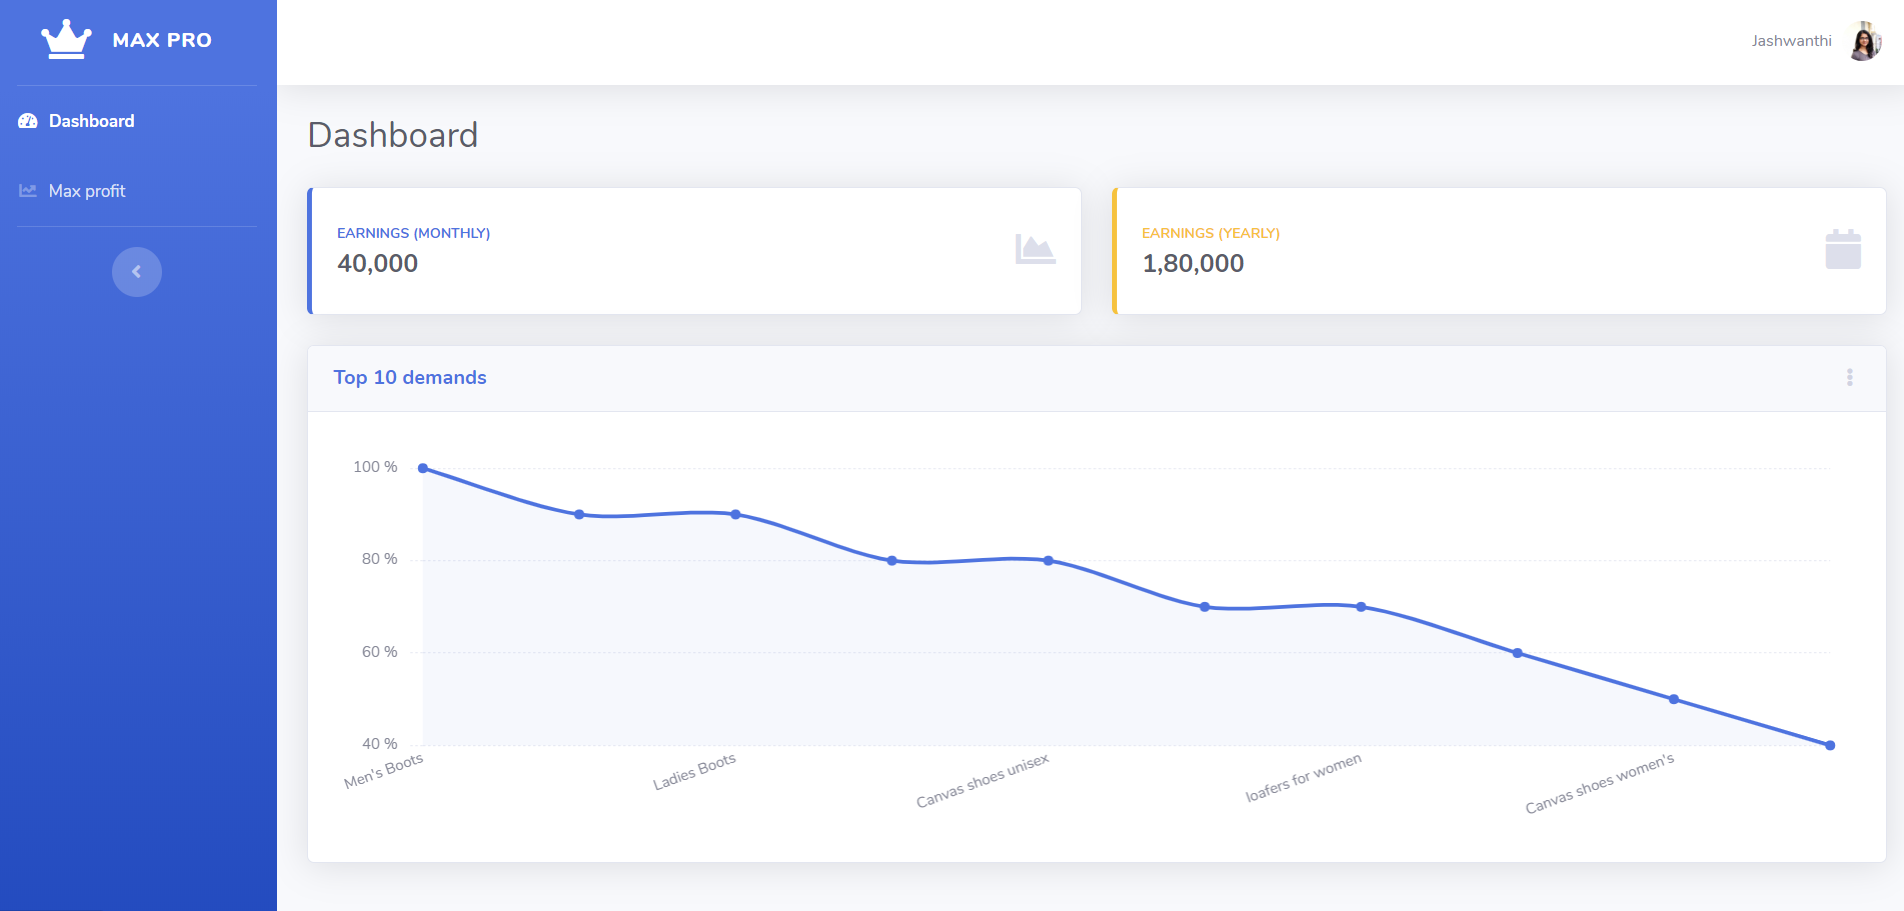 MAX PRO
Jashwanthi
Dashboard
Max profit
Dashboard
EARNINGS (MONTHLY)
40,000
EARNINGS (YEARLY)
1,80,000
Top 10 demands
100 %
80 %
60 %
40 %
Men's Boots
Ladies Boots
Canvas shoes unisex
loafers for women
Canvas shoes women's